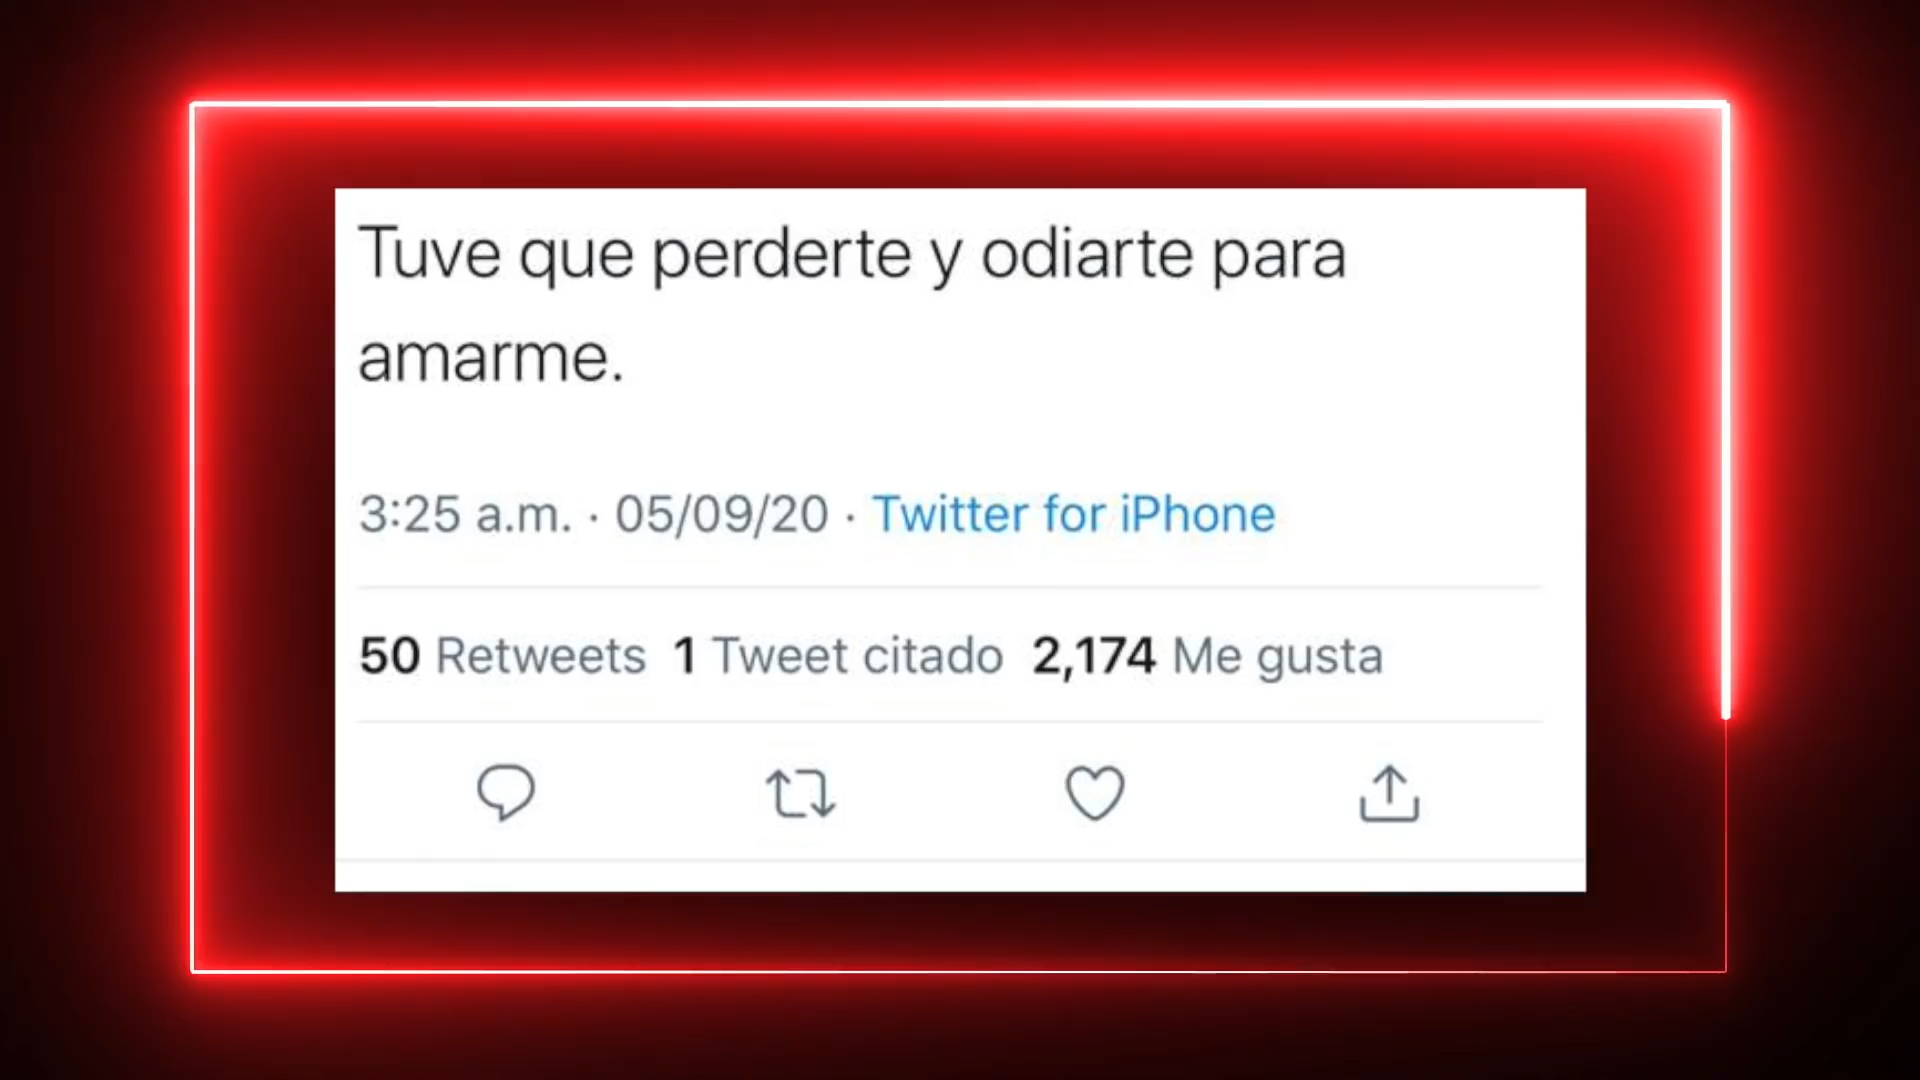 Tuve que perderte y odiarte para
amarme.
3:25 a.m. · 05/09/20 · Twitter for iPhone
50 Retweets 1 Tweet citado 2,174 Me gusta